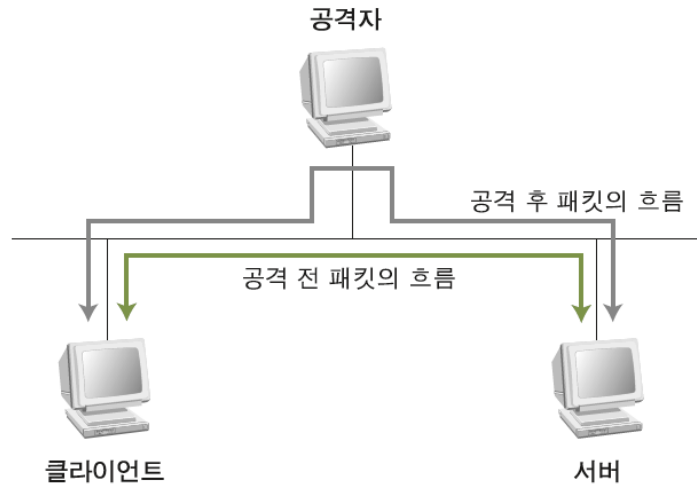 공격자
공격 후 패킷의 흐름
공격 전 패킷의 흐름
클라이언트
서버